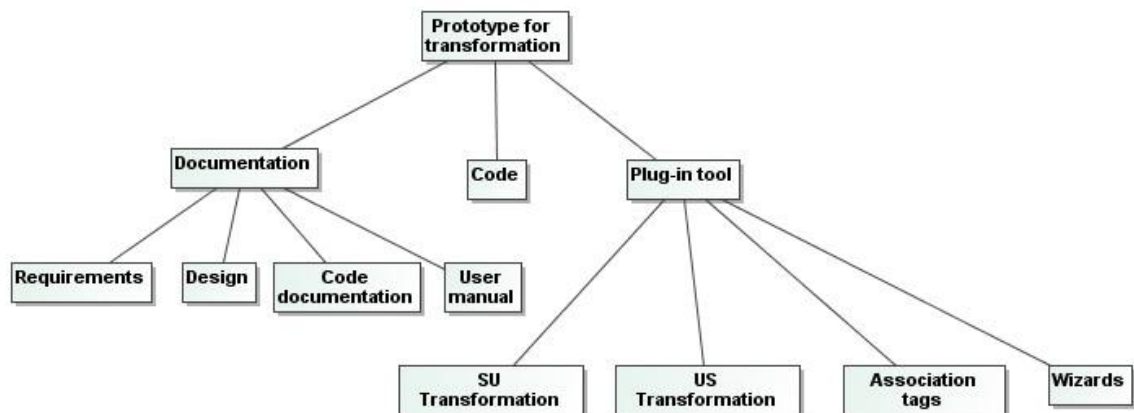 Prototype for
transformation
Documentation
Code
Plug-in tool
Requirements
Design
Code
documentation
User
manual
SU
Transformation
US
Transformation
Association
tags
Wizards